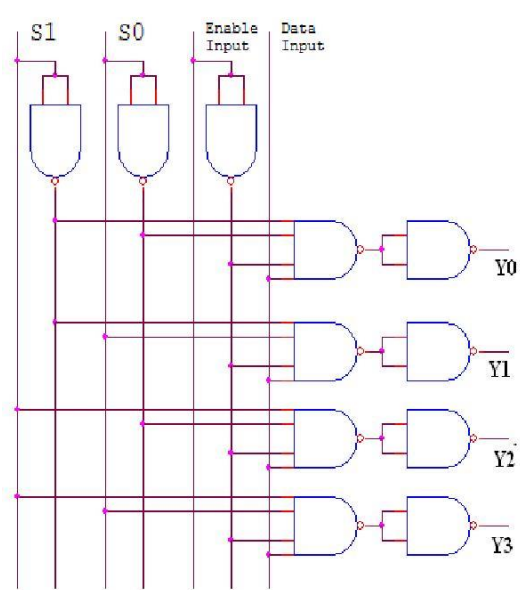 S1 S0 Enable Data
Input Input
Y0
Y1
Y2
Y3